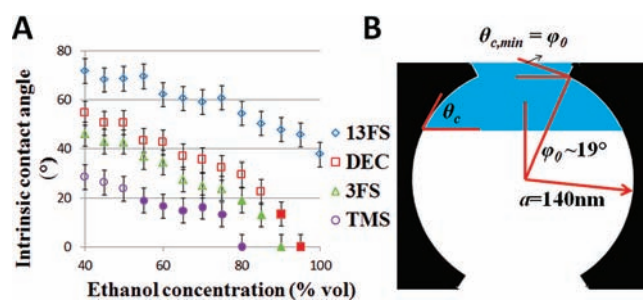 A
Intrinsic contact angle
(°)
80
60
40
20
0
40
60
80
100
Ethanol concentration (% vol)
13FS
DEC
3FS
TMS
B
θc,min = φ0
θc
φ0~19°
a=140nm